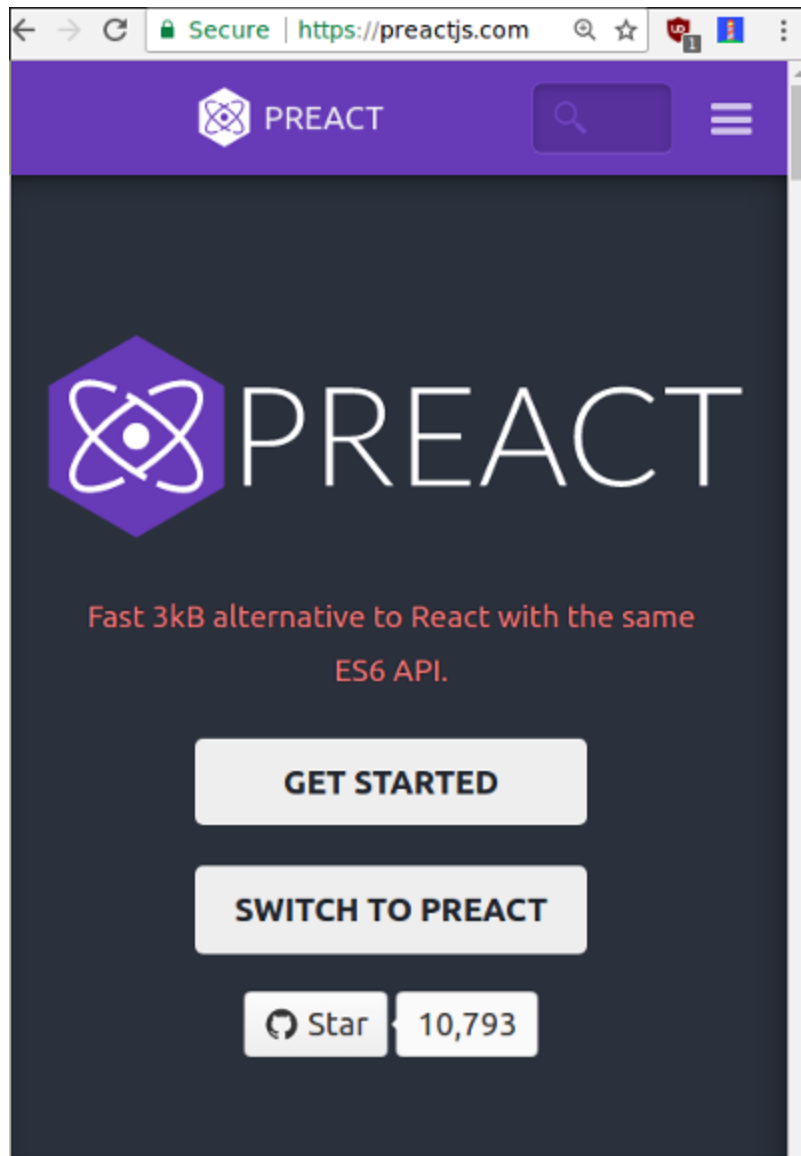 Secure | https://preactjs.com
1
PREACT
PREACT
Fast 3kB alternative to React with the same
ES6 API.
GET STARTED
SWITCH TO PREACT
Star 10,793